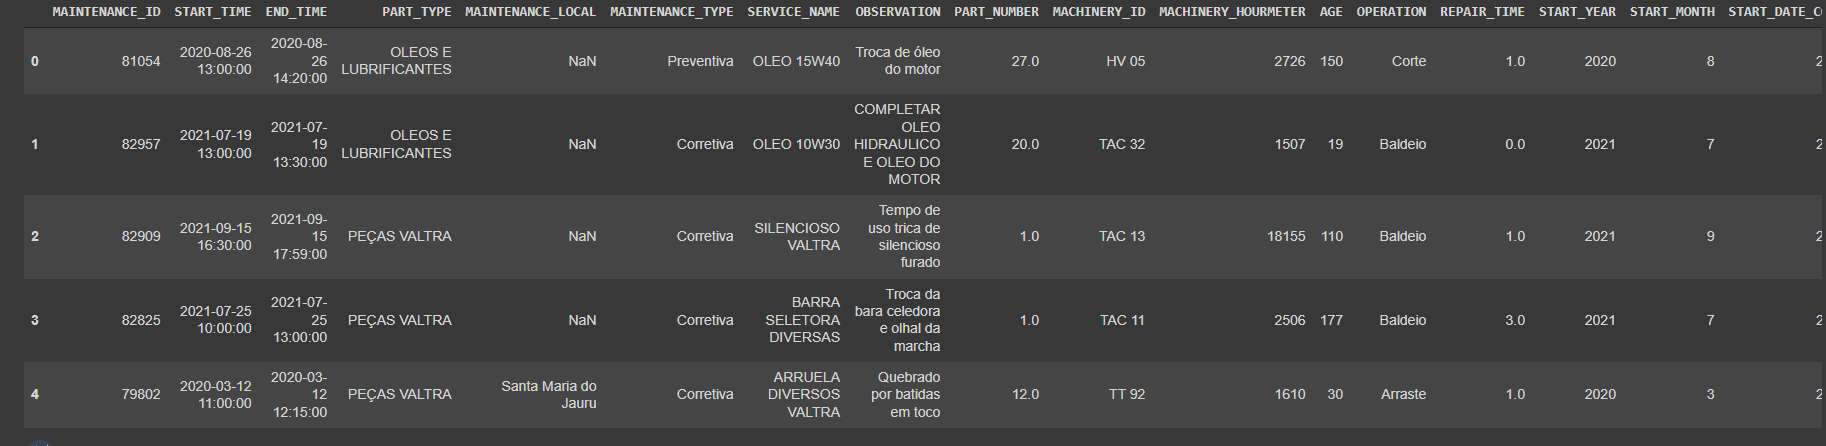 MAINTENANCE_ID START_TIME END_TIME PART_TYPE MAINTENANCE_LOCAL MAINTENANCE_TYPE SERVICE_NAME OBSERVATION PART_NUMBER MACHINERY_ID MACHINERY_HOURMETER AGE OPERATION REPAIR_TIME START_YEAR START_MONTH START_DATE_C
0 81054 2020-08-26 13:00:00 2020-08-26 14:20:00 OLEOS E LUBRIFICANTES NaN Preventiva OLEO 15W40 Troca de óleo do motor 27.0 HV 05 2726 150 Corte 1.0 2020 8 2
1 82957 2021-07-19 13:00:00 2021-07-19 13:30:00 OLEOS E LUBRIFICANTES NaN Corretiva OLEO 10W30 COMPLETAR OLEO HIDRAULICO E OLEO DO MOTOR 20.0 TAC 32 1507 19 Baldeio 0.0 2021 7 2
2 82909 2021-09-15 16:30:00 2021-09-15 17:59:00 PEÇAS VALTRA NaN Corretiva SILENCIOSO VALTRA Tempo de uso trica de silencioso furado 1.0 TAC 13 18155 110 Baldeio 1.0 2021 9 2
3 82825 2021-07-25 10:00:00 2021-07-25 13:00:00 PEÇAS VALTRA NaN Corretiva BARRA SELETORA DIVERSAS Troca da bara celedora e olhal da marcha 1.0 TAC 11 2506 177 Baldeio 3.0 2021 7 2
4 79802 2020-03-12 11:00:00 2020-03-12 12:15:00 PEÇAS VALTRA Santa Maria do Jauru Corretiva ARRUELA DIVERSOS VALTRA Quebrado por batidas em toco 12.0 TT 92 1610 30 Arraste 1.0 2020 3 2